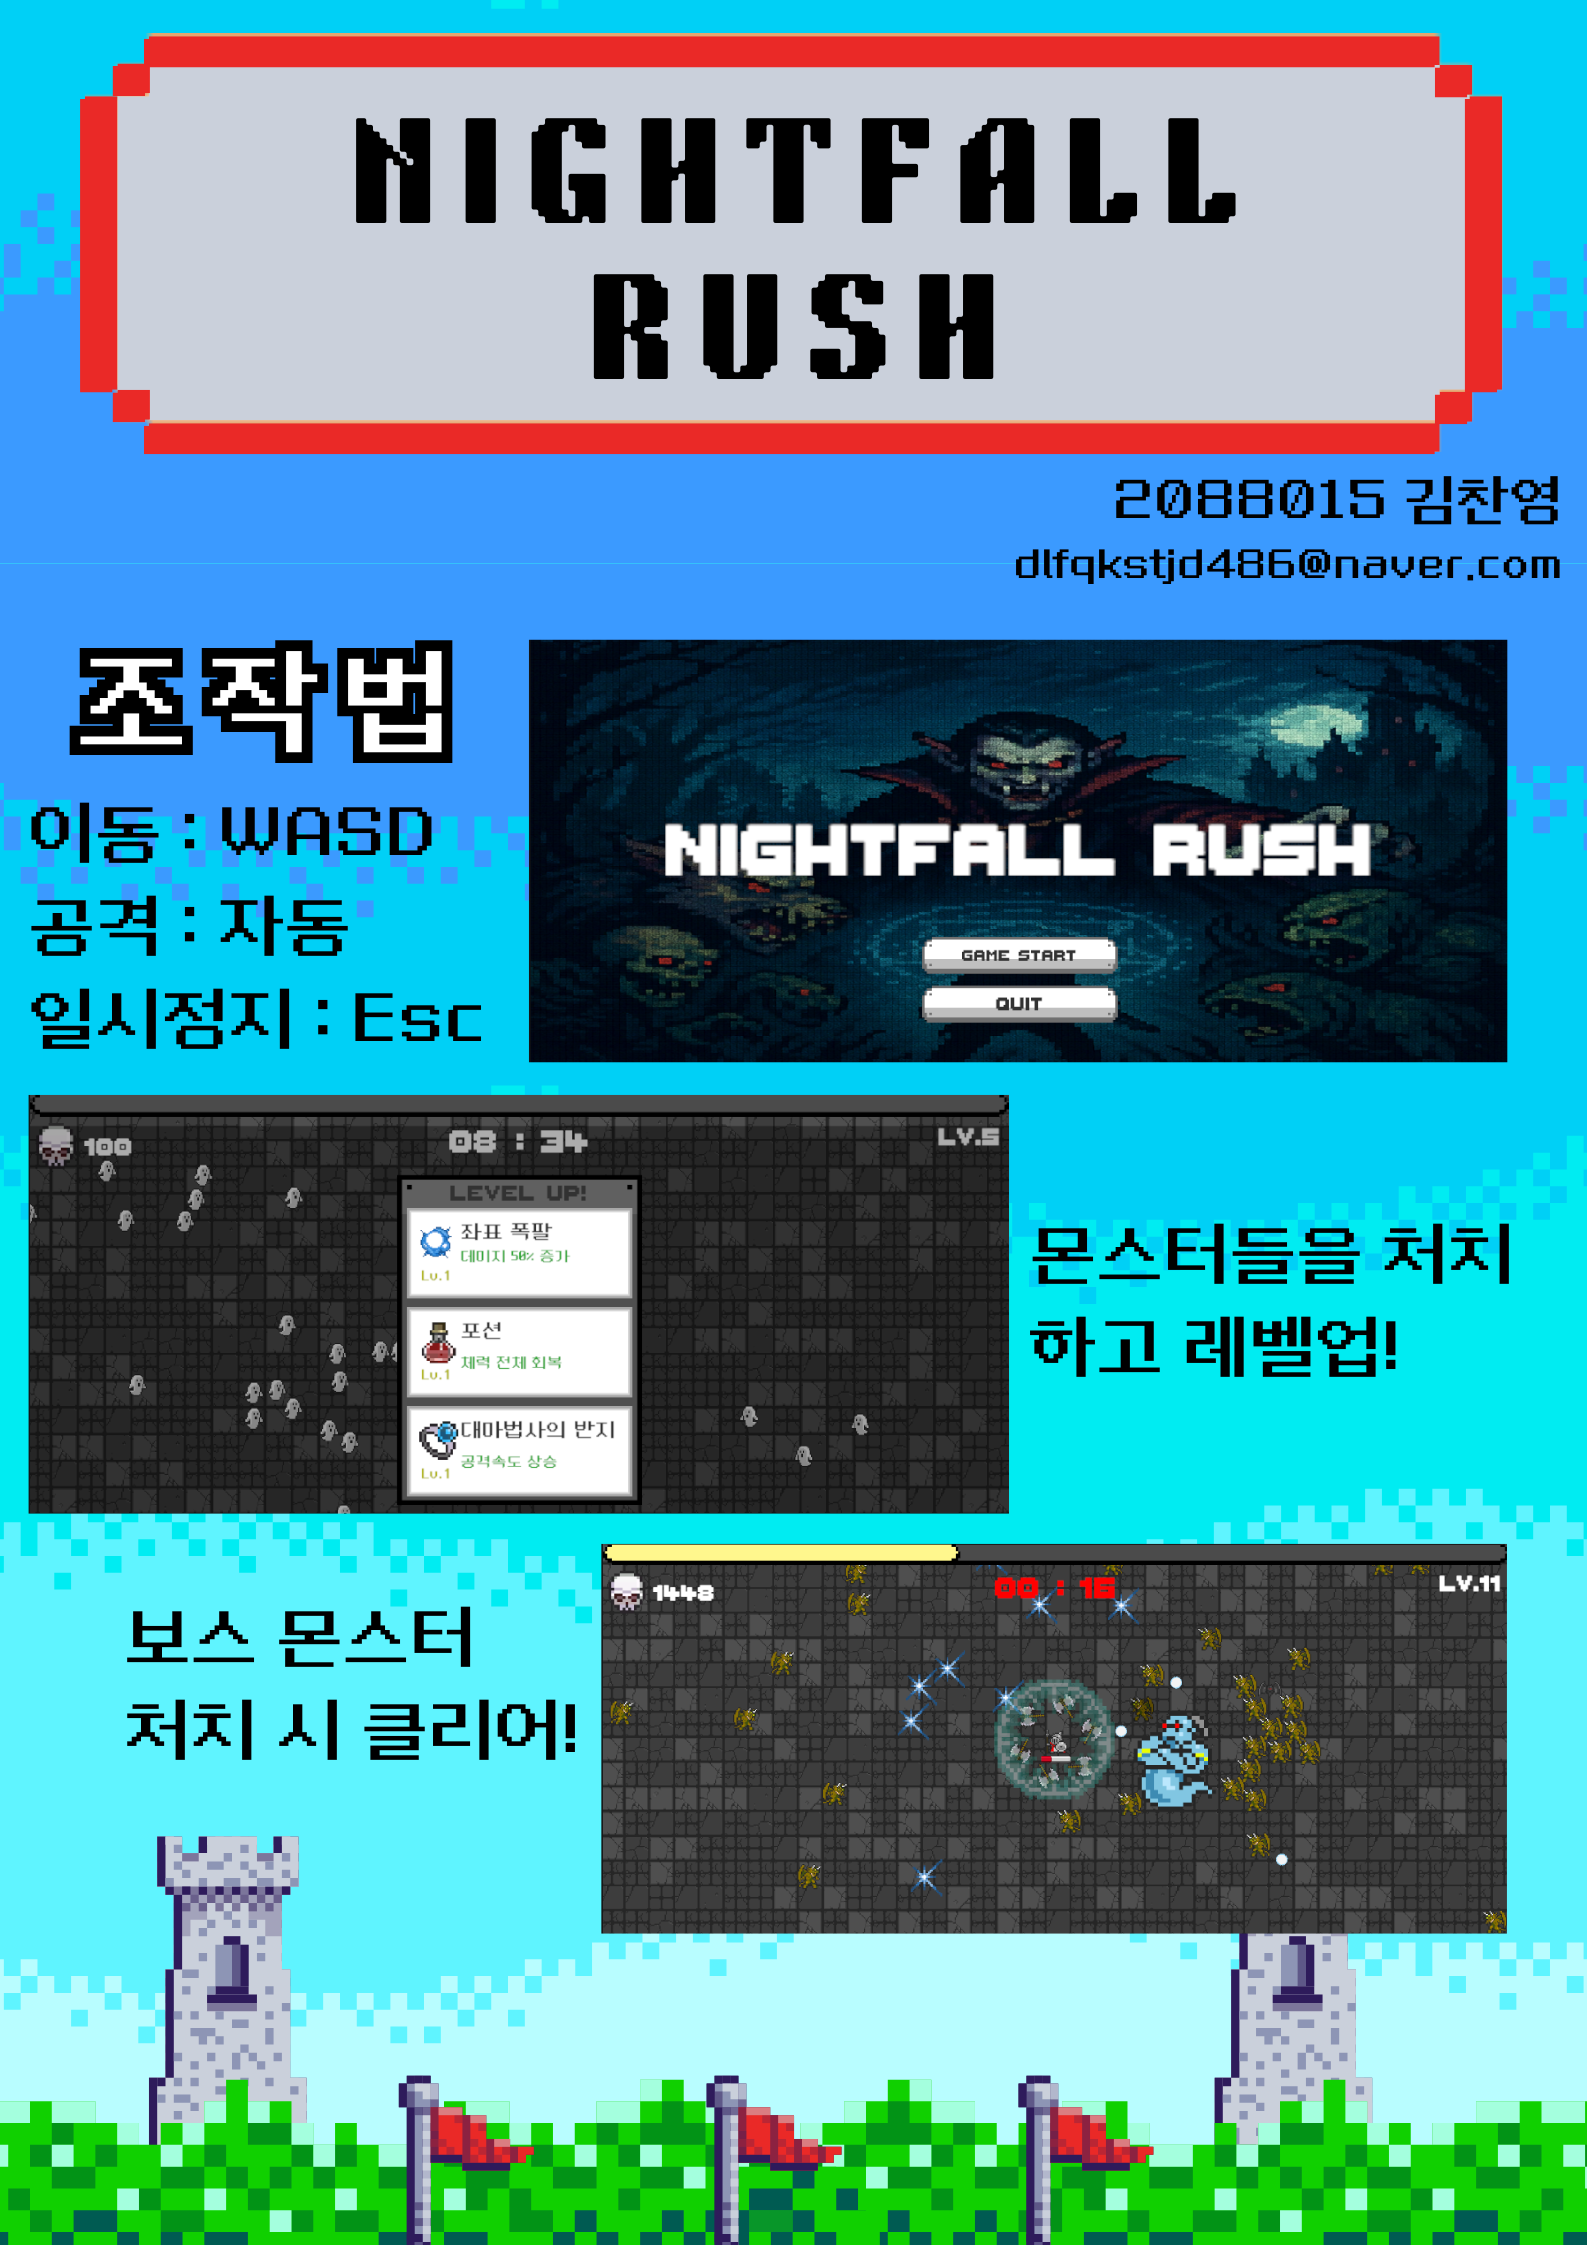 NIGHTFALL
RUSH
2088015 김찬영
dlfqkstjd486@naver.com
조작법
이동 : WASD
공격 : 자동
일시정지 : Esc
NIGHTFALL RUSH
GAME START
QUIT
100
08 : 34
LV.5
LEVEL UP!
좌표 폭팔
데미지 50% 증가
Lv.1
포션
체력 전체 회복
Lv.1
대마법사의 반지
공격속도 상승
Lv.1
몬스터들을 처치
하고 레벨업!
1448
00 : 16
LV.11
보스 몬스터
처치 시 클리어!